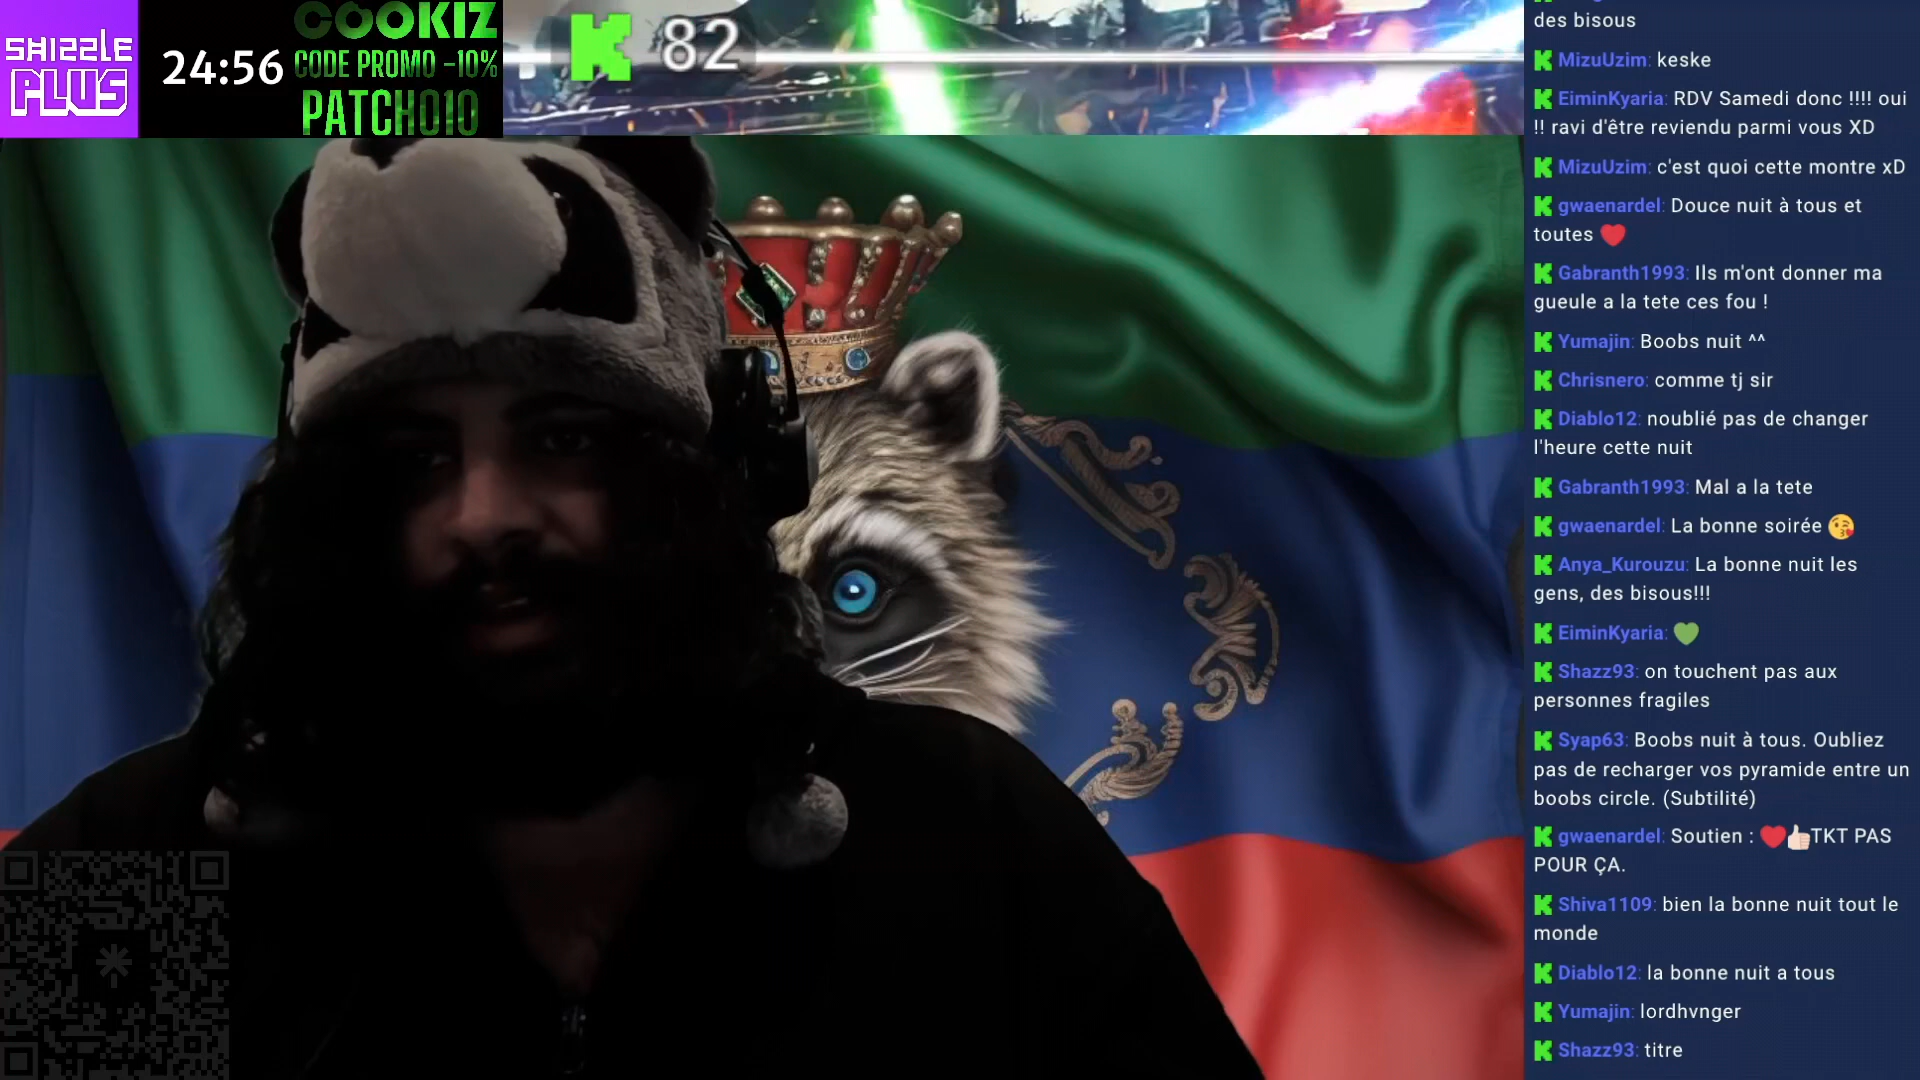 SHIZZLE
PLUS
24:56
COOKIZ
CODE PROMO -10%
PATCHO10
K 82
des bisous
MizuUzim: keske
EiminKyaria: RDV Samedi donc !!!! oui
!! ravi d'être reviendu parmi vous XD
MizuUzim: c'est quoi cette montre xD
gwaenardel: Douce nuit à tous et
toutes ❤️
Gabranth1993: Ils m'ont donner ma
gueule a la tete ces fou !
Yumajin: Boobs nuit ^^
Chrisnero: comme tj sir
Diablo12: noublié pas de changer
l'heure cette nuit
Gabranth1993: Mal a la tete
gwaenardel: La bonne soirée 😘
Anya_Kurouzu: La bonne nuit les
gens, des bisous!!!
EiminKyaria: 💚
Shazz93: on touchent pas aux
personnes fragiles
Syap63: Boobs nuit à tous. Oubliez
pas de recharger vos pyramide entre un
boobs circle. (Subtilité)
gwaenardel: Soutien : ❤️👍🏻TKT PAS
POUR ÇA.
Shiva1109: bien la bonne nuit tout le
monde
Diablo12: la bonne nuit a tous
Yumajin: lordhvnger
Shazz93: titre